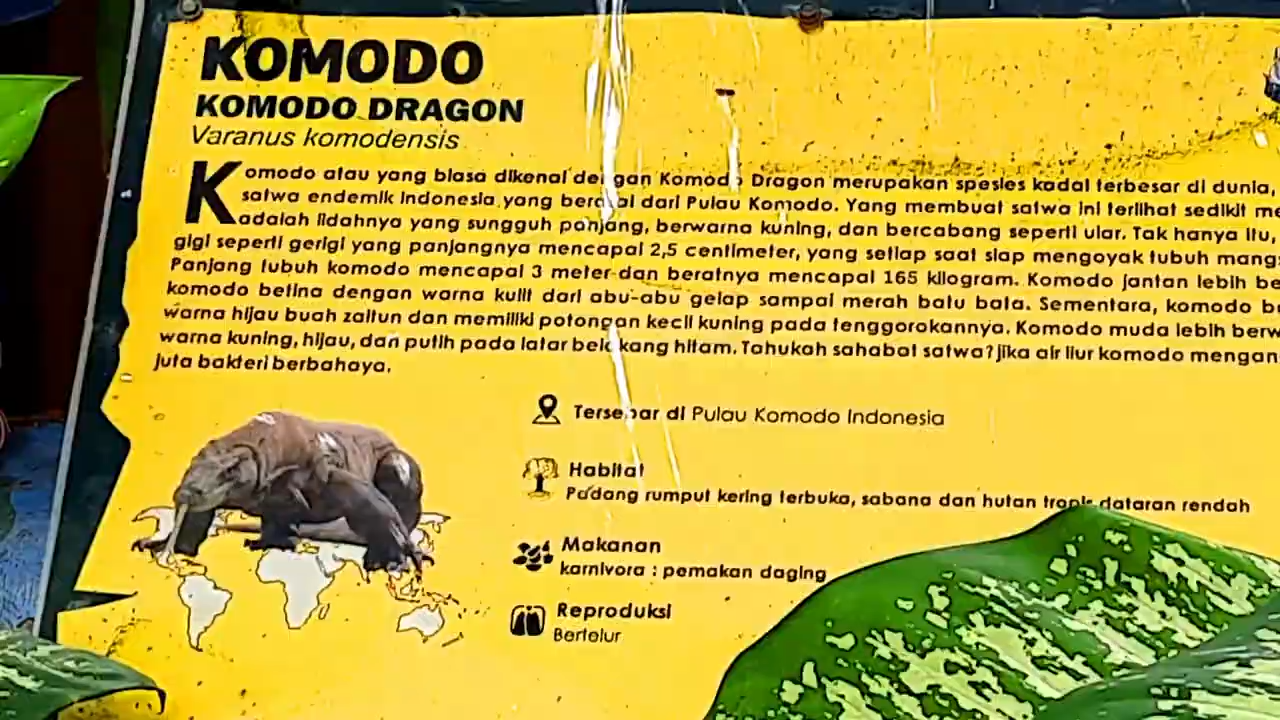 KOMODO
KOMODO DRAGON
Varanus komodensis
Komodo atau yang biasa dikenal dengan Komodo Dragon merupakan spesies kadal terbesar di dunia,
satwa endemik Indonesia yang berasal dari Pulau Komodo. Yang membuat satwa ini terlihat sedikit
adalah lidahnya yang sungguh panjang, berwarna kuning, dan bercabang seperti ular. Tak hanya itu,
gigi seperti gerigi yang panjangnya mencapai 2,5 centimeter, yang setiap saat siap mengoyak tubuh
Panjang tubuh komodo mencapai 3 meter dan beratnya mencapai 165 kilogram. Komodo jantan lebih
komodo betina dengan warna kulit dari abu-abu gelap sampai merah batu bata. Sementara, komodo
warna hijau buah zaitun dan memiliki potongan kecil kuning pada tenggorokannya. Komodo muda lebih
warna kuning, hijau, dan putih pada latar belakang hitam. Tahukah sahabat satwa? jika air liur komodo
juta bakteri berbahaya.
Tersebar di Pulau Komodo Indonesia
Habitat
Padang rumput kering terbuka, sabana dan hutan tropis dataran rendah
Makanan
karnivora : pemakan daging
Reproduksi
Bertelur